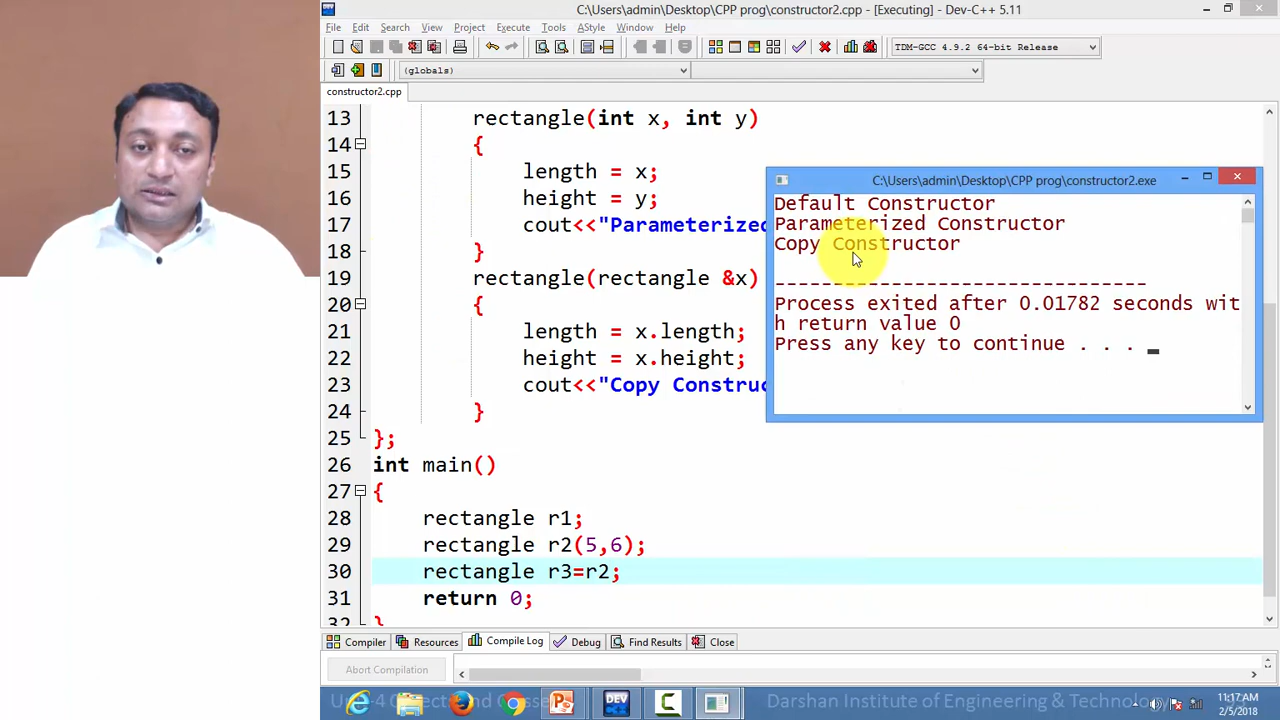 C:\Users\admin\Desktop\CPP prog\constructor2.cpp - [Executing] - Dev-C++ 5.11
File Edit Search View Project Execute Tools AStyle Window Help
TDM-GCC 4.9.2 64-bit Release
(globals)
constructor2.cpp
13 rectangle(int x, int y)
14 {
15 length = x;
16 height = y;
17 cout<<"Parameterized
18 }
19 rectangle(rectangle &x)
20 {
21 length = x.length;
22 height = x.height;
23 cout<<"Copy Construc
24 }
25 };
26 int main()
27 {
28 rectangle r1;
29 rectangle r2(5,6);
30 rectangle r3=r2;
31 return 0;
32 }
C:\Users\admin\Desktop\CPP prog\constructor2.exe
Default Constructor
Parameterized Constructor
Copy Constructor
--------------------------------
Process exited after 0.01782 seconds wit
h return value 0
Press any key to continue . . .
Compiler Resources Compile Log Debug Find Results Close
Abort Compilation
DEV
Darshan Institute of Engineering & Technology
11:17 AM
2/5/2018